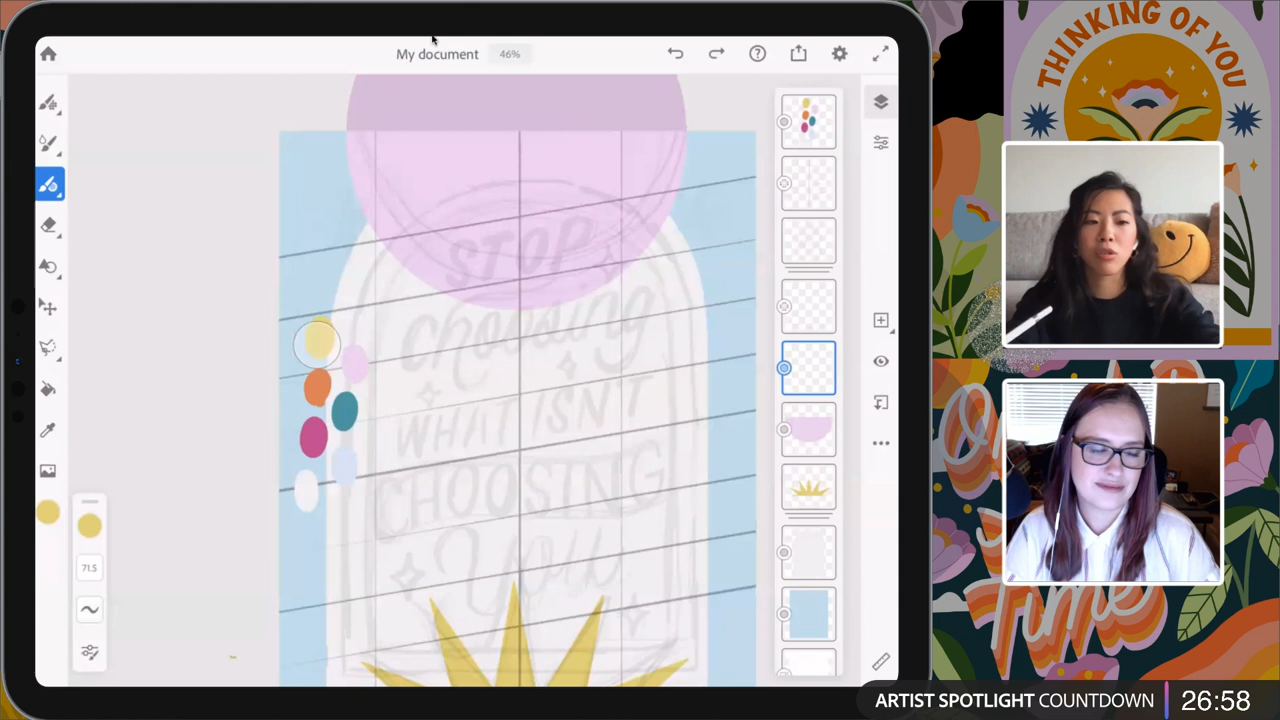 My document 46%
THINKING OF YOU
STOP
Choosing
WHAT ISN'T
CHOOSING
You
71.5
Time
ARTIST SPOTLIGHT COUNTDOWN 26:58